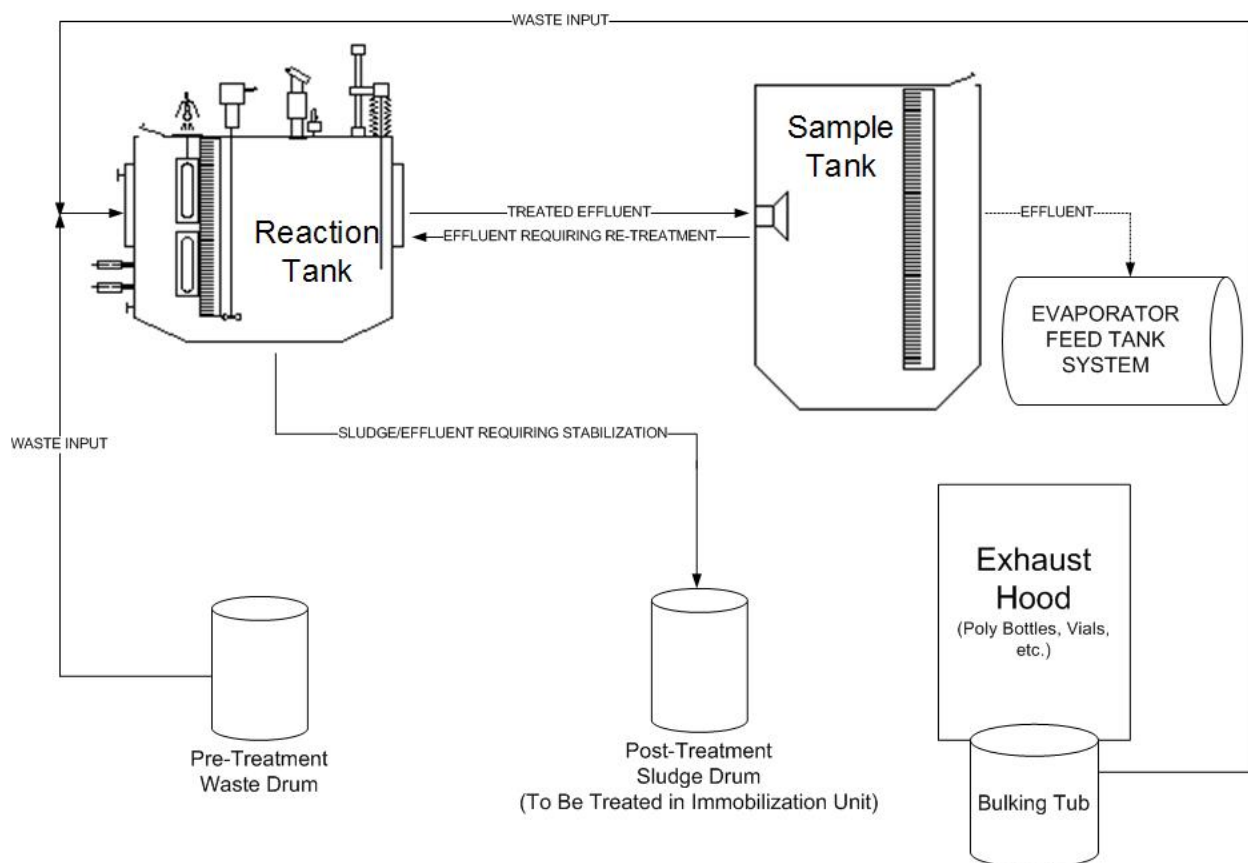 WASTE INPUT
Reaction
Tank
TREATED EFFLUENT
EFFLUENT REQUIRING RE-TREATMENT
Sample
Tank
EFFLUENT
EVAPORATOR
FEED TANK
SYSTEM
WASTE INPUT
SLUDGE/EFFLUENT REQUIRING STABILIZATION
Pre-Treatment
Waste Drum
Post-Treatment
Sludge Drum
(To Be Treated in Immobilization Unit)
Exhaust
Hood
(Poly Bottles, Vials,
etc.)
Bulking Tub